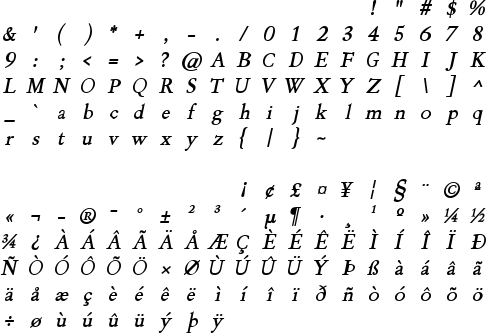 ! " # $ %
& ' ( ) * + , - . / 0 1 2 3 4 5 6 7 8
9 : ; < = > ? @ A B C D E F G H I J K
L M N O P Q R S T U V W X Y Z [ \ ] ^
_ ` a b c d e f g h i j k l m n o p q
r s t u v w x y z { | } ~
¡ ¢ £ ¤ ¥ ¦ § ¨ © ª
« ¬ - ® ¯ ° ± ² ³ ´ µ ¶ · ¸ ¹ º » ¼ ½
¾ ¿ À Á Â Ã Ä Å Æ Ç È É Ê Ë Ì Í Î Ï Ð
Ñ Ò Ó Ô Õ Ö × Ø Ù Ú Û Ü Ý Þ ß à á â ã
ä å æ ç è é ê ë ì í î ï ð ñ ò ó ô õ ö
÷ ø ù ú û ü ý þ ÿ